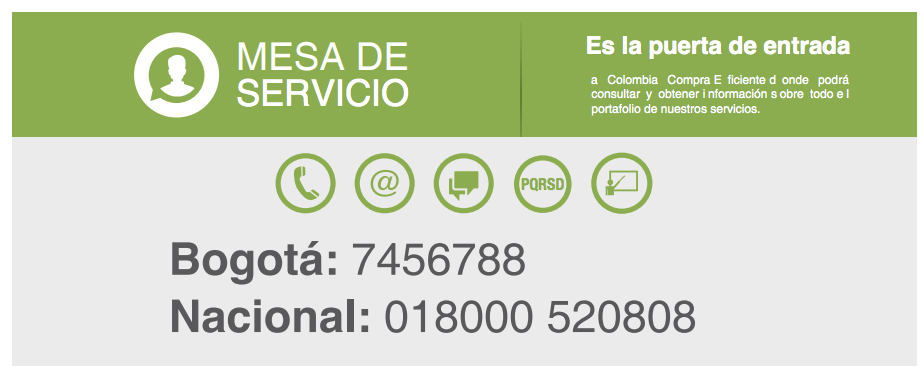 MESA DE
SERVICIO
Es la puerta de entrada
a Colombia Compra E ficiente d onde podrá
consultar y obtener i nformación s obre todo e l
portafolio de nuestros servicios.
@
PQRSD
Bogotá: 7456788
Nacional: 018000 520808